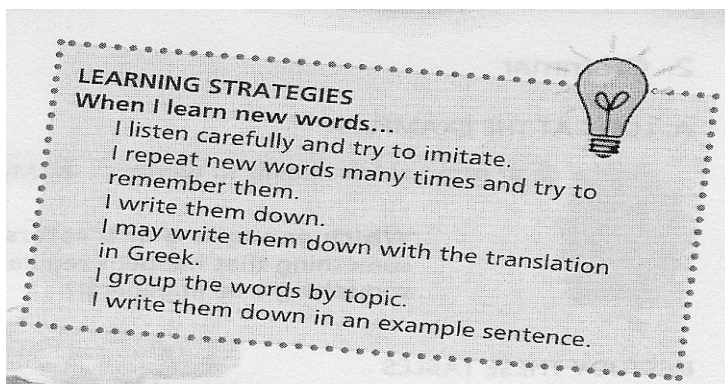 LEARNING STRATEGIES
When I learn new words...
I listen carefully and try to imitate.
I repeat new words many times and try to
remember them.
I write them down.
I may write them down with the translation
in Greek.
I group the words by topic.
I write them down in an example sentence.